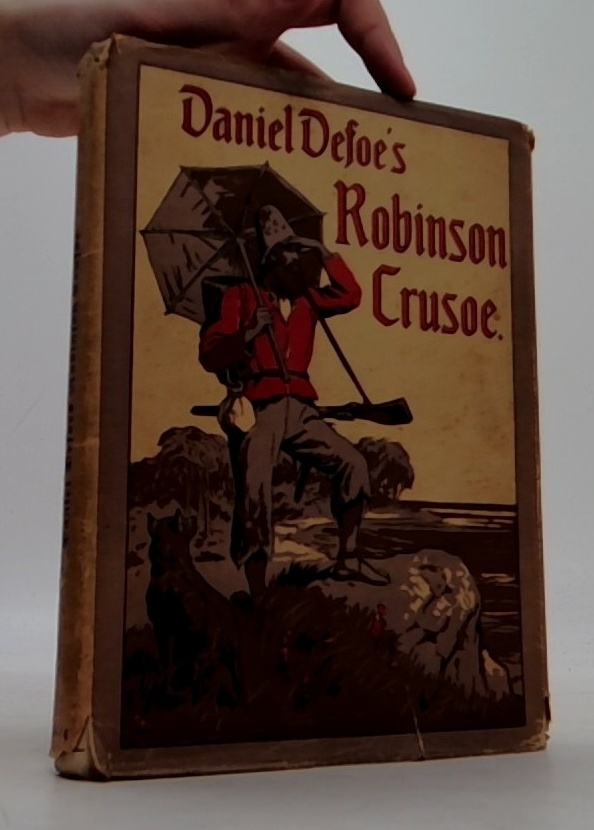 Daniel Defoe's
Robinson
Crusoe.